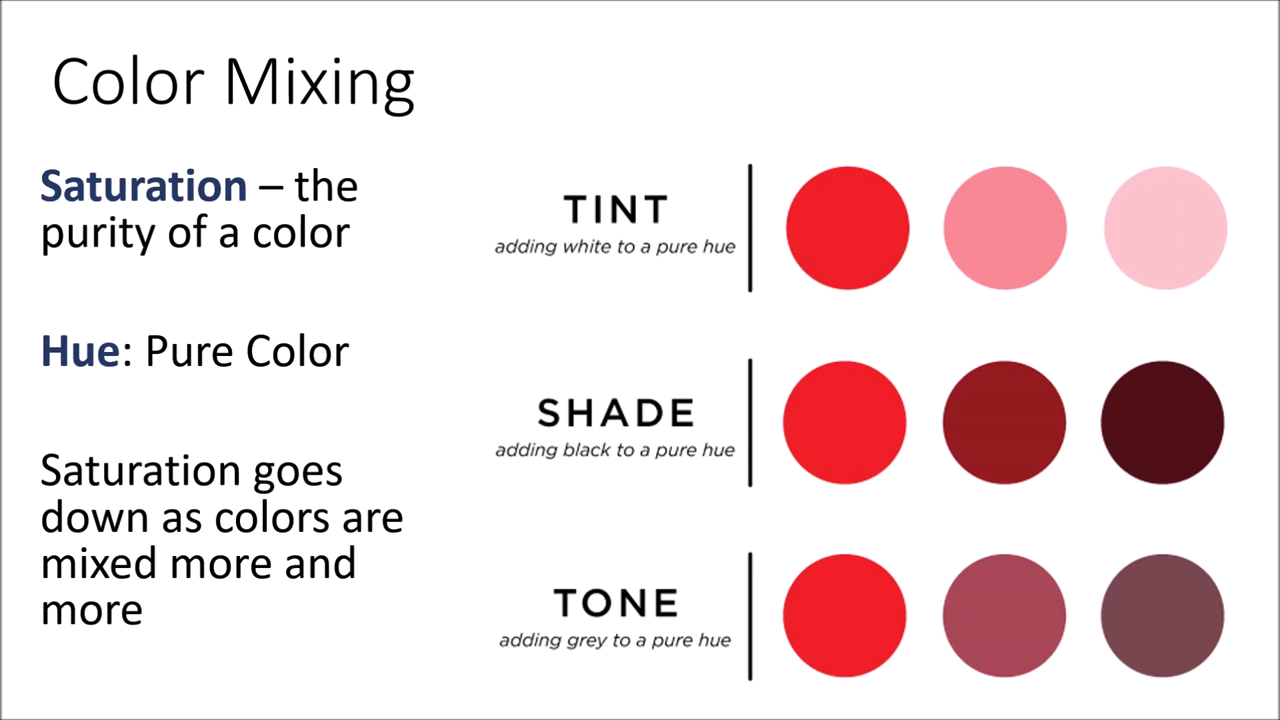 Color Mixing
Saturation – the
purity of a color
Hue: Pure Color
Saturation goes
down as colors are
mixed more and
more
TINT
adding white to a pure hue
SHADE
adding black to a pure hue
TONE
adding grey to a pure hue